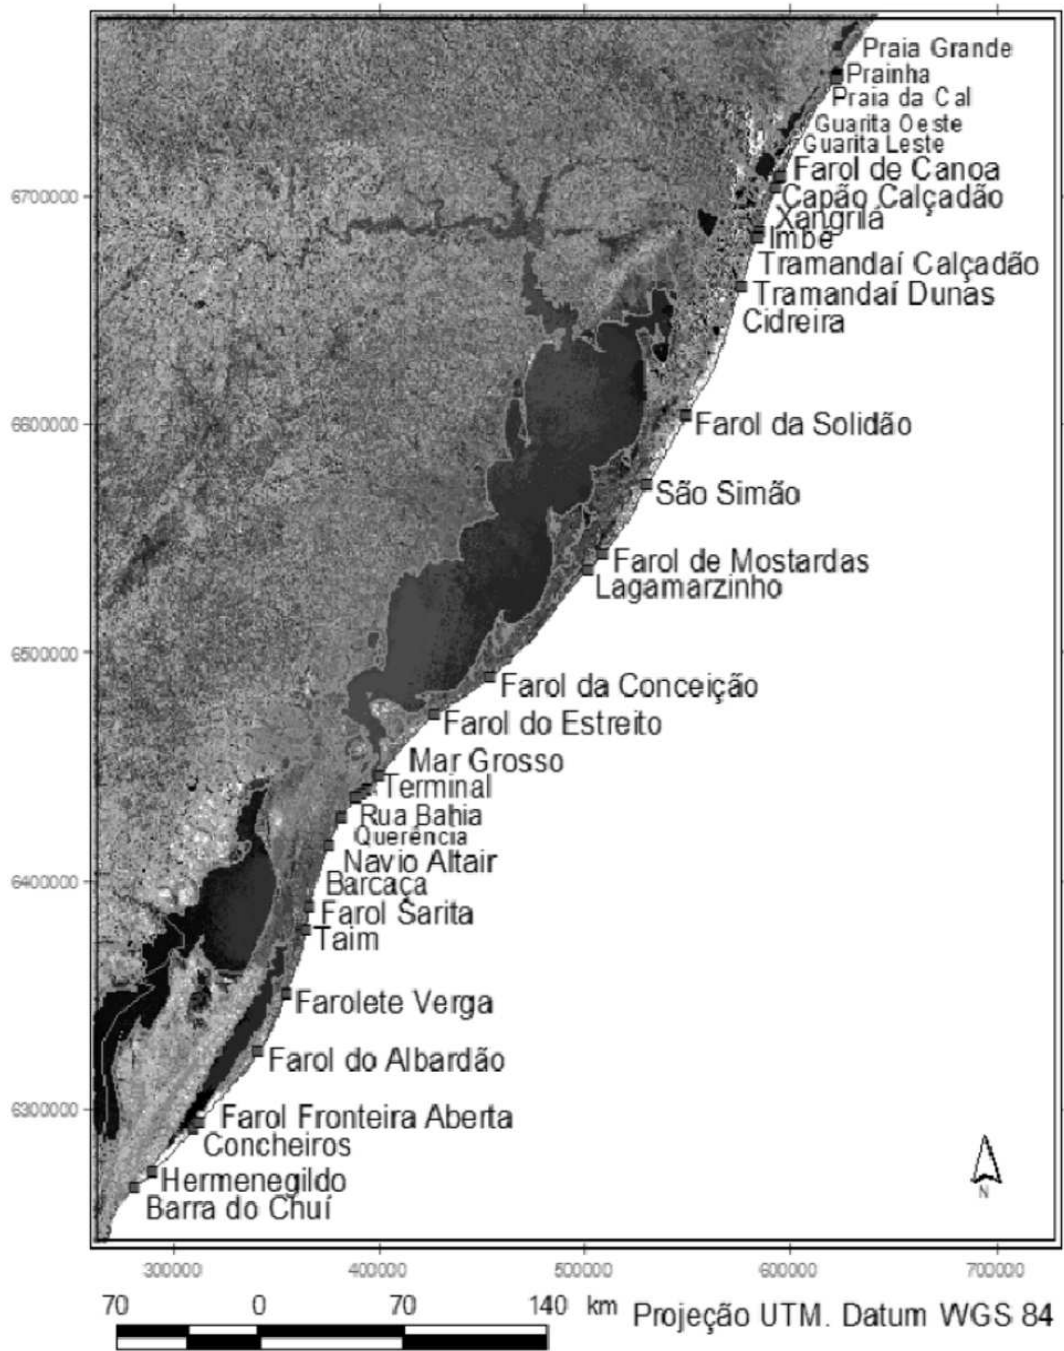 Praia Grande
Prainha
Praia da Cal
Guarita Oeste
Guarita Leste
Farol de Canoa
6700000
Capão Calçadão
Xangrilá
Imbe
Tramandaí Calçadão
Tramandaí Dunas
Cidreira
6600000
Farol da Solidão
São Simão
Farol de Mostardas
Lagamarzinho
6500000
Farol da Conceição
Farol do Estreito
Mar Grosso
Terminal
Rua Bahia
Querência
Navio Altair
6400000
Barcaça
Farol Sarita
Taim
Farolete Verga
Farol do Albardão
6300000
Farol Fronteira Aberta
Concheiros
Hermenegildo
Barra do Chuí
N
300000 400000 500000 600000 700000
70 0 70 140 km
Projeção UTM. Datum WGS 84